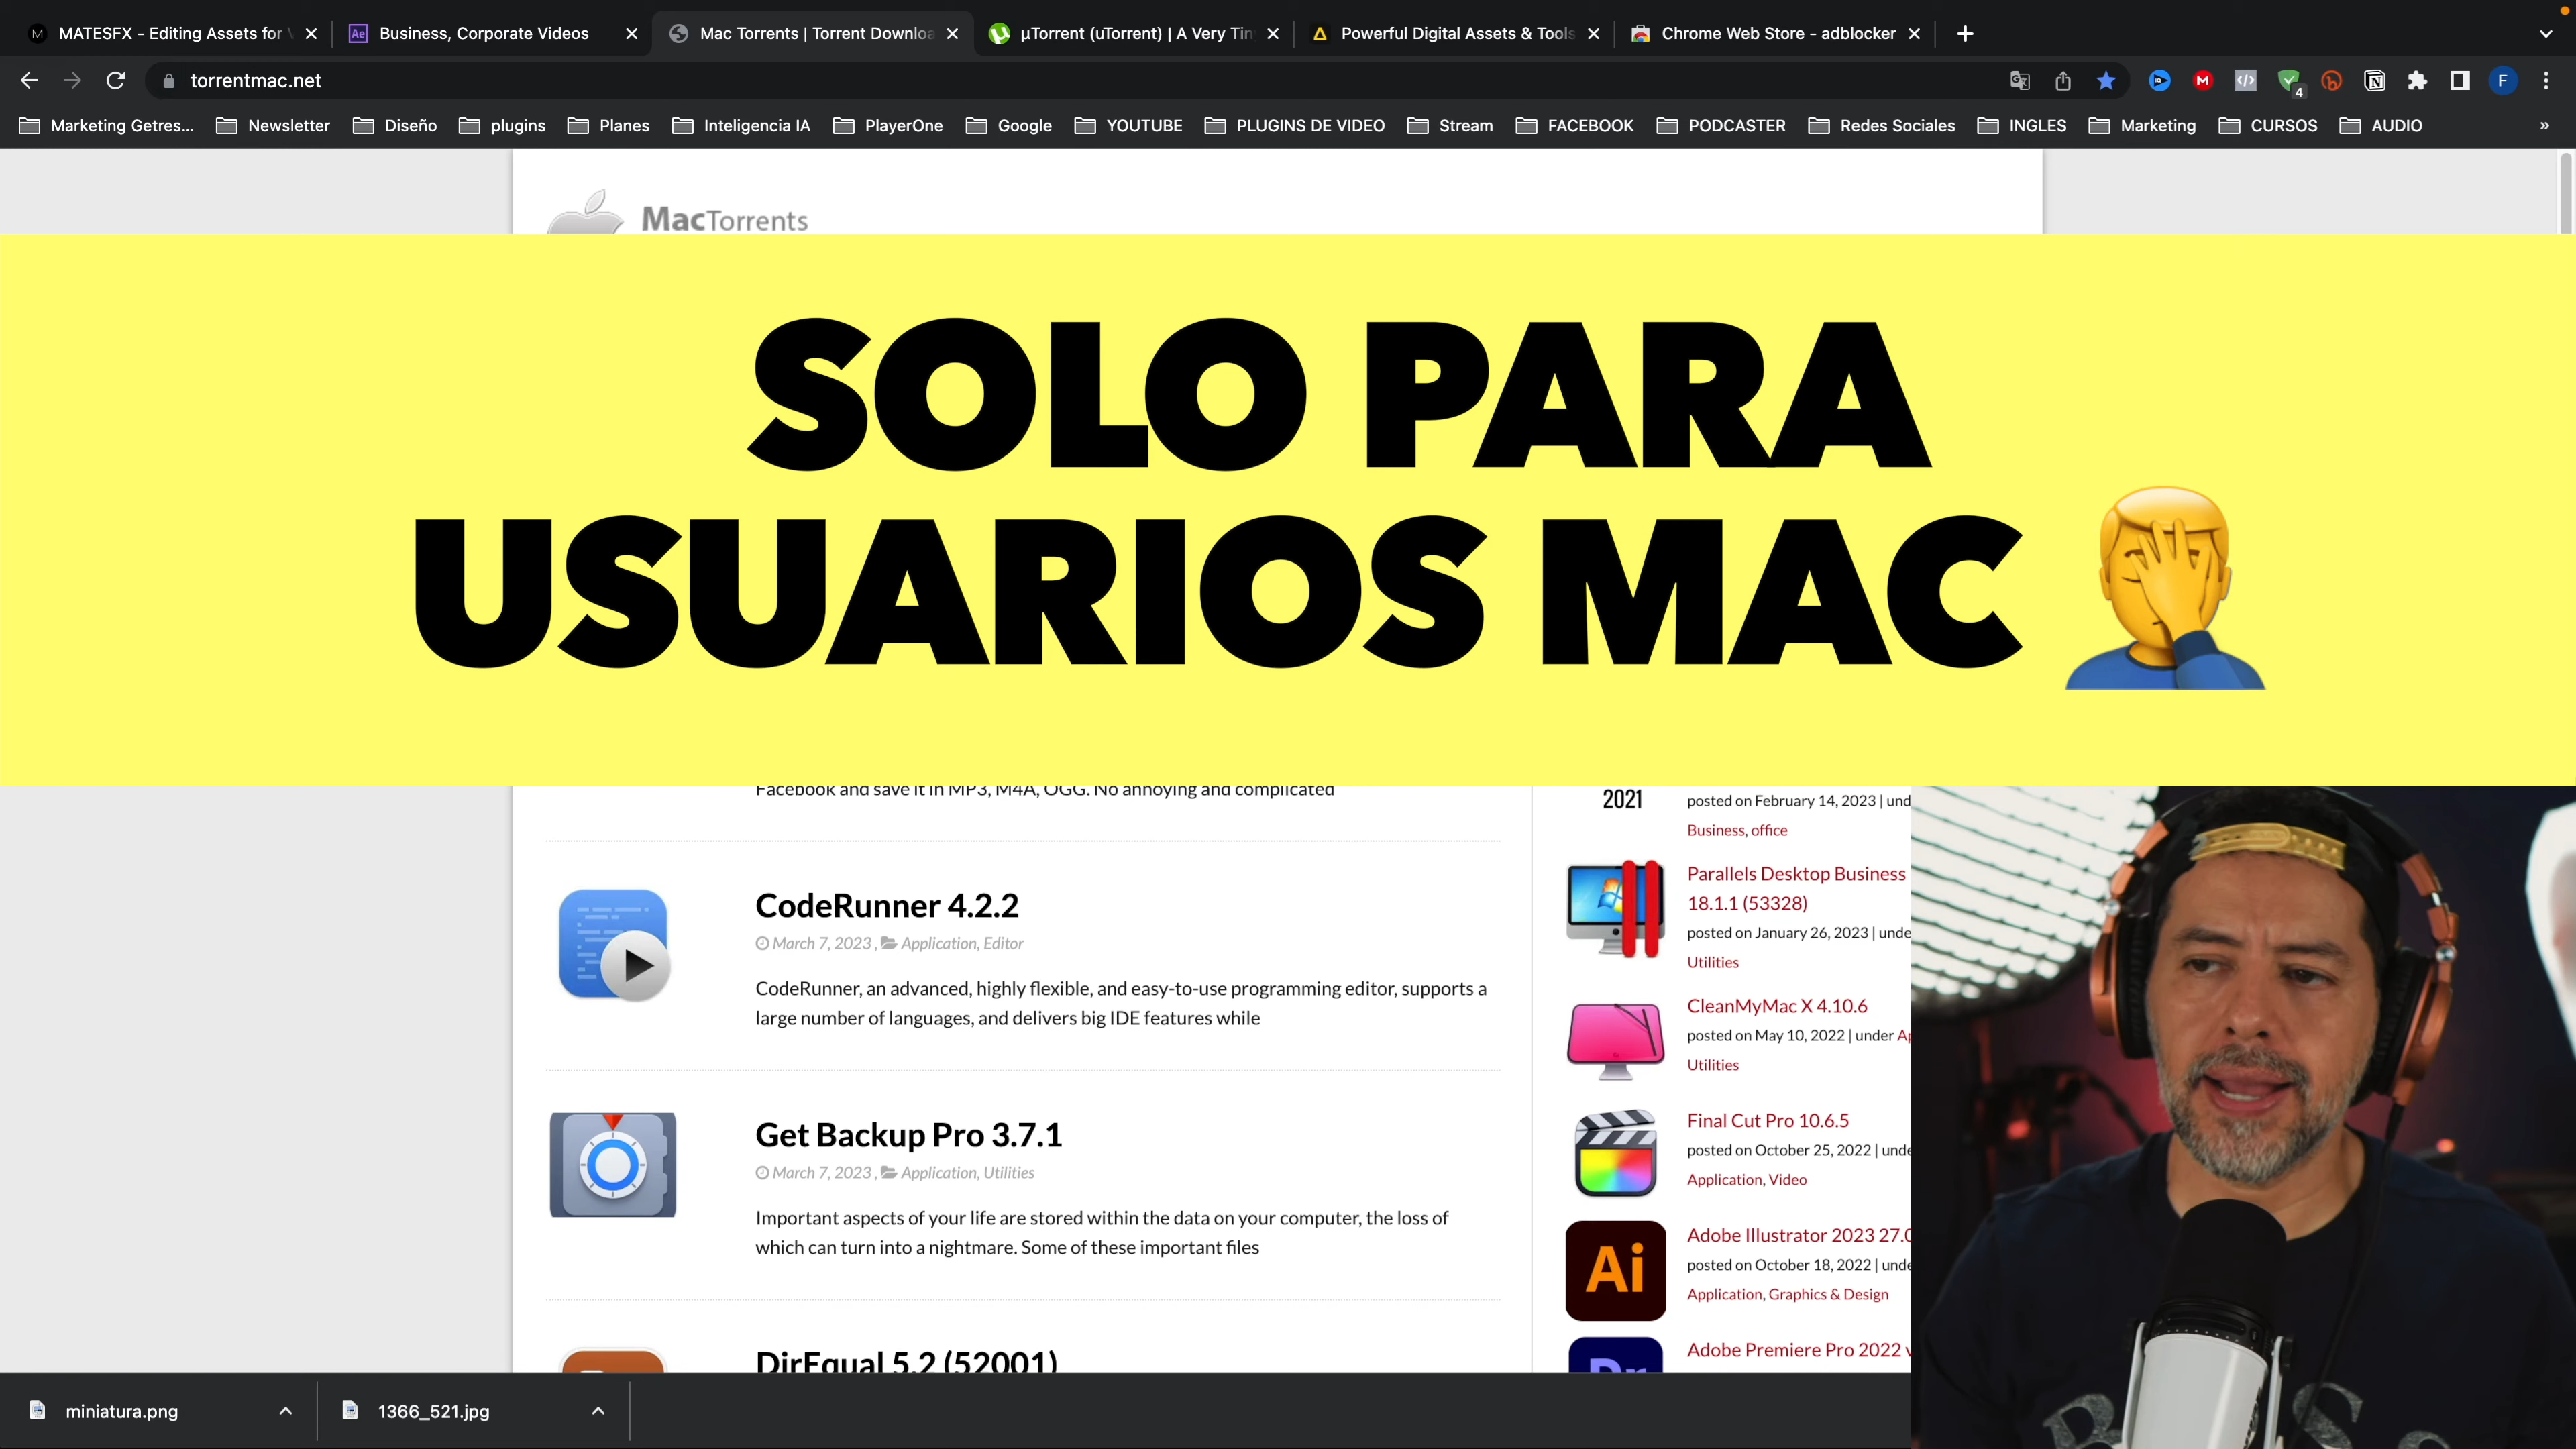 MATESFX - Editing Assets for V
Business, Corporate Videos
Mac Torrents | Torrent Downloa
µTorrent (uTorrent) | A Very Tin
Powerful Digital Assets & Tools
Chrome Web Store - adblocker
torrentmac.net
4
F
Marketing Getres...
Newsletter
Diseño
plugins
Planes
Inteligencia IA
PlayerOne
Google
YOUTUBE
PLUGINS DE VIDEO
Stream
FACEBOOK
PODCASTER
Redes Sociales
INGLES
Marketing
CURSOS
AUDIO
»
MacTorrents
SOLO PARA
USUARIOS MAC
Facebook and save it in MP3, M4A, OGG. No annoying and complicated
CodeRunner 4.2.2
March 7, 2023, Application, Editor
CodeRunner, an advanced, highly flexible, and easy-to-use programming editor, supports a
large number of languages, and delivers big IDE features while
Get Backup Pro 3.7.1
March 7, 2023, Application, Utilities
Important aspects of your life are stored within the data on your computer, the loss of
which can turn into a nightmare. Some of these important files
DirEqual 5.2 (52001)
2021
posted on February 14, 2023 | und
Business, office
Parallels Desktop Business
18.1.1 (53328)
posted on January 26, 2023 | unde
Utilities
CleanMyMac X 4.10.6
posted on May 10, 2022 | under Ap
Utilities
Final Cut Pro 10.6.5
posted on October 25, 2022 | unde
Application, Video
Ai
Adobe Illustrator 2023 27.0
posted on October 18, 2022 | unde
Application, Graphics & Design
Pr
Adobe Premiere Pro 2022 v
miniatura.png
1366_521.jpg